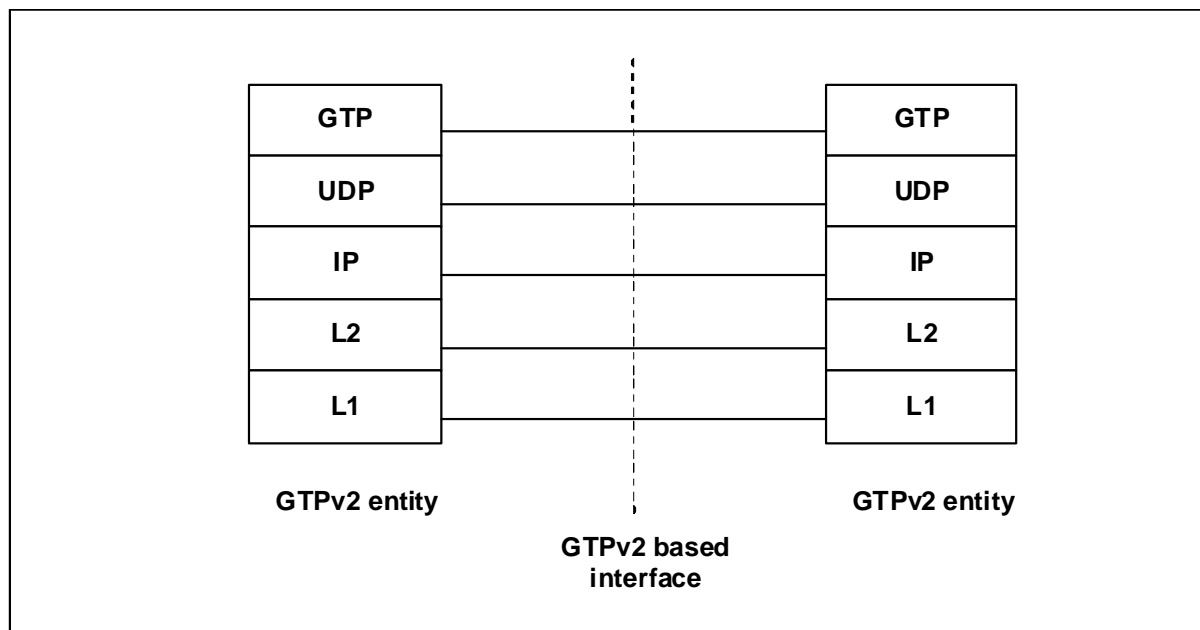 GTP
UDP
IP
L2
L1
GTPv2 entity
GTP
UDP
IP
L2
L1
GTPv2 entity
GTPv2 based
interface